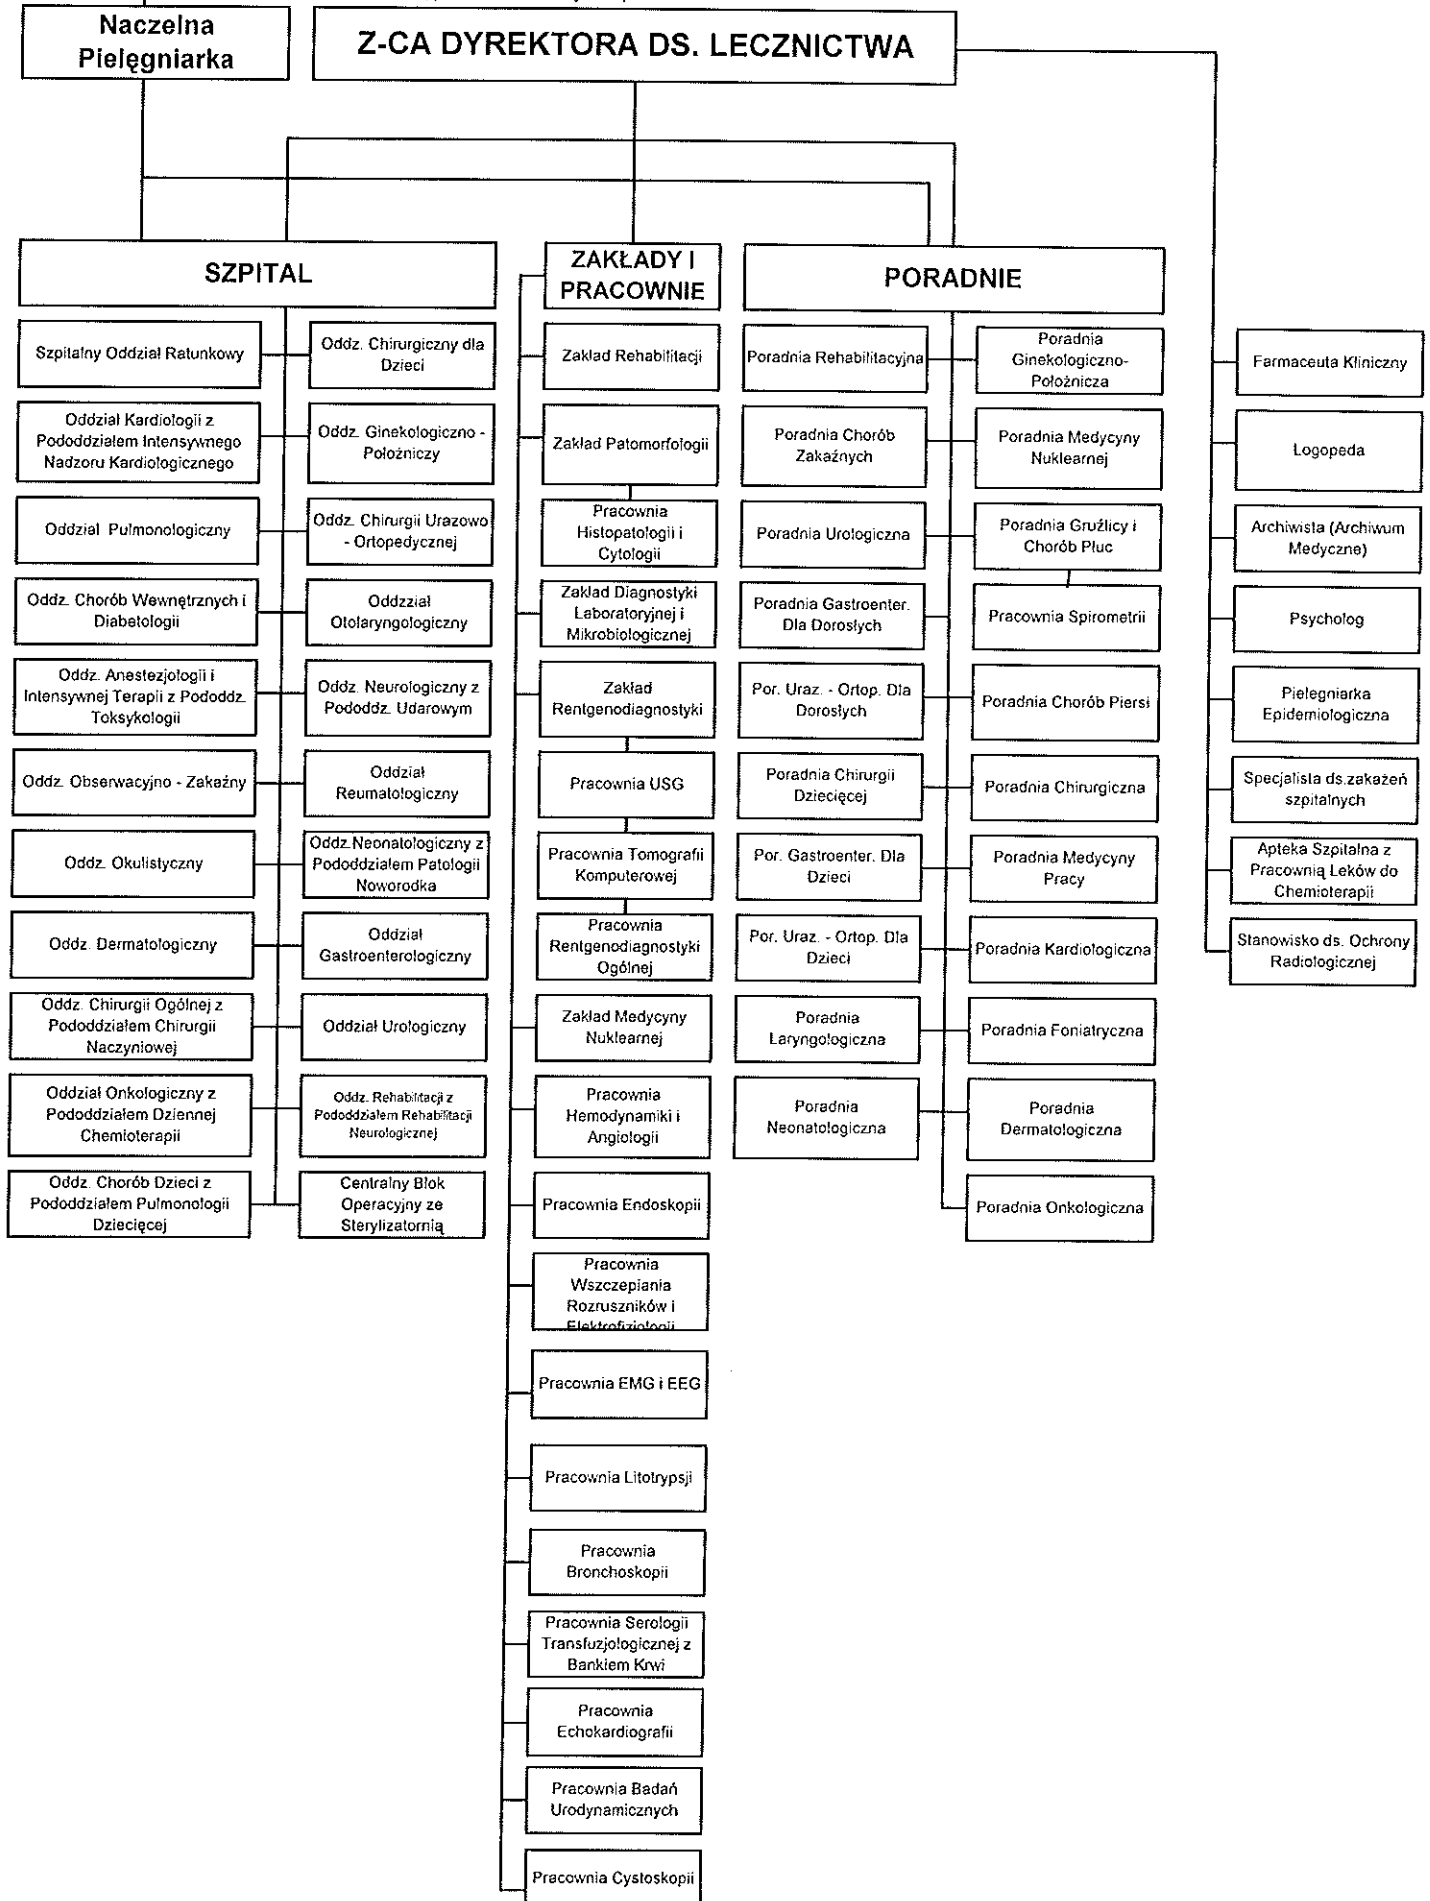 Naczelna
Pielęgniarka
Z-CA DYREKTORA DS. LECZNICTWA
SZPITAL
Szpitalny Oddział Ratunkowy
Oddz. Chirurgiczny dla
Dzieci
Oddział Kardiologii z
Pododdziałem Intensywnego
Nadzoru Kardiologicznego
Oddz. Ginekologiczno -
Położniczy
Oddział Pulmonologiczny
Oddz. Chirurgii Urazowo
- Ortopedycznej
Oddz. Chorób Wewnętrznych i
Diabetologii
Oddzział
Otolaryngologiczny
Oddz. Anestezjologii i
Intensywnej Terapii z Pododdz.
Toksykologii
Oddz. Neurologiczny z
Pododdz. Udarowym
Oddz. Obserwacyjno - Zakaźny
Oddział
Reumatologiczny
Oddz. Okulistyczny
Oddz.Neonatologiczny z
Pododdziałem Patologii
Noworodka
Oddz. Dermatologiczny
Oddział
Gastroenterologiczny
Oddz. Chirurgii Ogólnej z
Pododdziałem Chirurgii
Naczyniowej
Oddział Urologiczny
Oddział Onkologiczny z
Pododdziałem Dziennej
Chemioterapii
Oddz. Rehabilitacji z
Pododdziałem Rehabilitacji
Neurologicznej
Oddz. Chorób Dzieci z
Pododdziałem Pulmonologii
Dziecięcej
Centralny Blok
Operacyjny ze
Sterylizatornią
ZAKŁADY I
PRACOWNIE
Zakład Rehabilitacji
Zakład Patomorfologii
Pracownia
Histopatologii i
Cytologii
Zakład Diagnostyki
Laboratoryjnej i
Mikrobiologicznej
Zakład
Rentgenodiagnostyki
Pracownia USG
Pracownia Tomografii
Komputerowej
Pracownia
Rentgenodiagnostyki
Ogólnej
Zakład Medycyny
Nuklearnej
Pracownia
Hemodynamiki i
Angiologii
Pracownia Endoskopii
Pracownia
Wszczepiania
Rozruszników i
Elektrofizjologii
Pracownia EMG i EEG
Pracownia Litotrypsji
Pracownia
Bronchoskopii
Pracownia Serologii
Transfuzjologicznej z
Bankiem Krwi
Pracownia
Echokardiografii
Pracownia Badań
Urodynamicznych
Pracownia Cystoskopii
PORADNIE
Poradnia Rehabilitacyjna
Poradnia
Ginekologiczno-
Położnicza
Poradnia Chorób
Zakaźnych
Poradnia Medycyny
Nuklearnej
Poradnia Urologiczna
Poradnia Gruźlicy i
Chorób Płuc
Poradnia Gastroenter.
Dla Dorosłych
Pracownia Spirometrii
Por. Uraz. - Ortop. Dla
Dorosłych
Poradnia Chorób Piersi
Poradnia Chirurgii
Dziecięcej
Poradnia Chirurgiczna
Por. Gastroenter. Dla
Dzieci
Poradnia Medycyny
Pracy
Por. Uraz. - Ortop. Dla
Dzieci
Poradnia Kardiologiczna
Poradnia
Laryngologiczna
Poradnia Foniatryczna
Poradnia
Neonatologiczna
Poradnia
Dermatologiczna
Poradnia Onkologiczna
Farmaceuta Kliniczny
Logopeda
Archiwista (Archiwum
Medyczne)
Psycholog
Pielegniarka
Epidemiologiczna
Specjalista ds.zakażeń
szpitalnych
Apteka Szpitalna z
Pracownią Leków do
Chemioterapii
Stanowisko ds. Ochrony
Radiologicznej